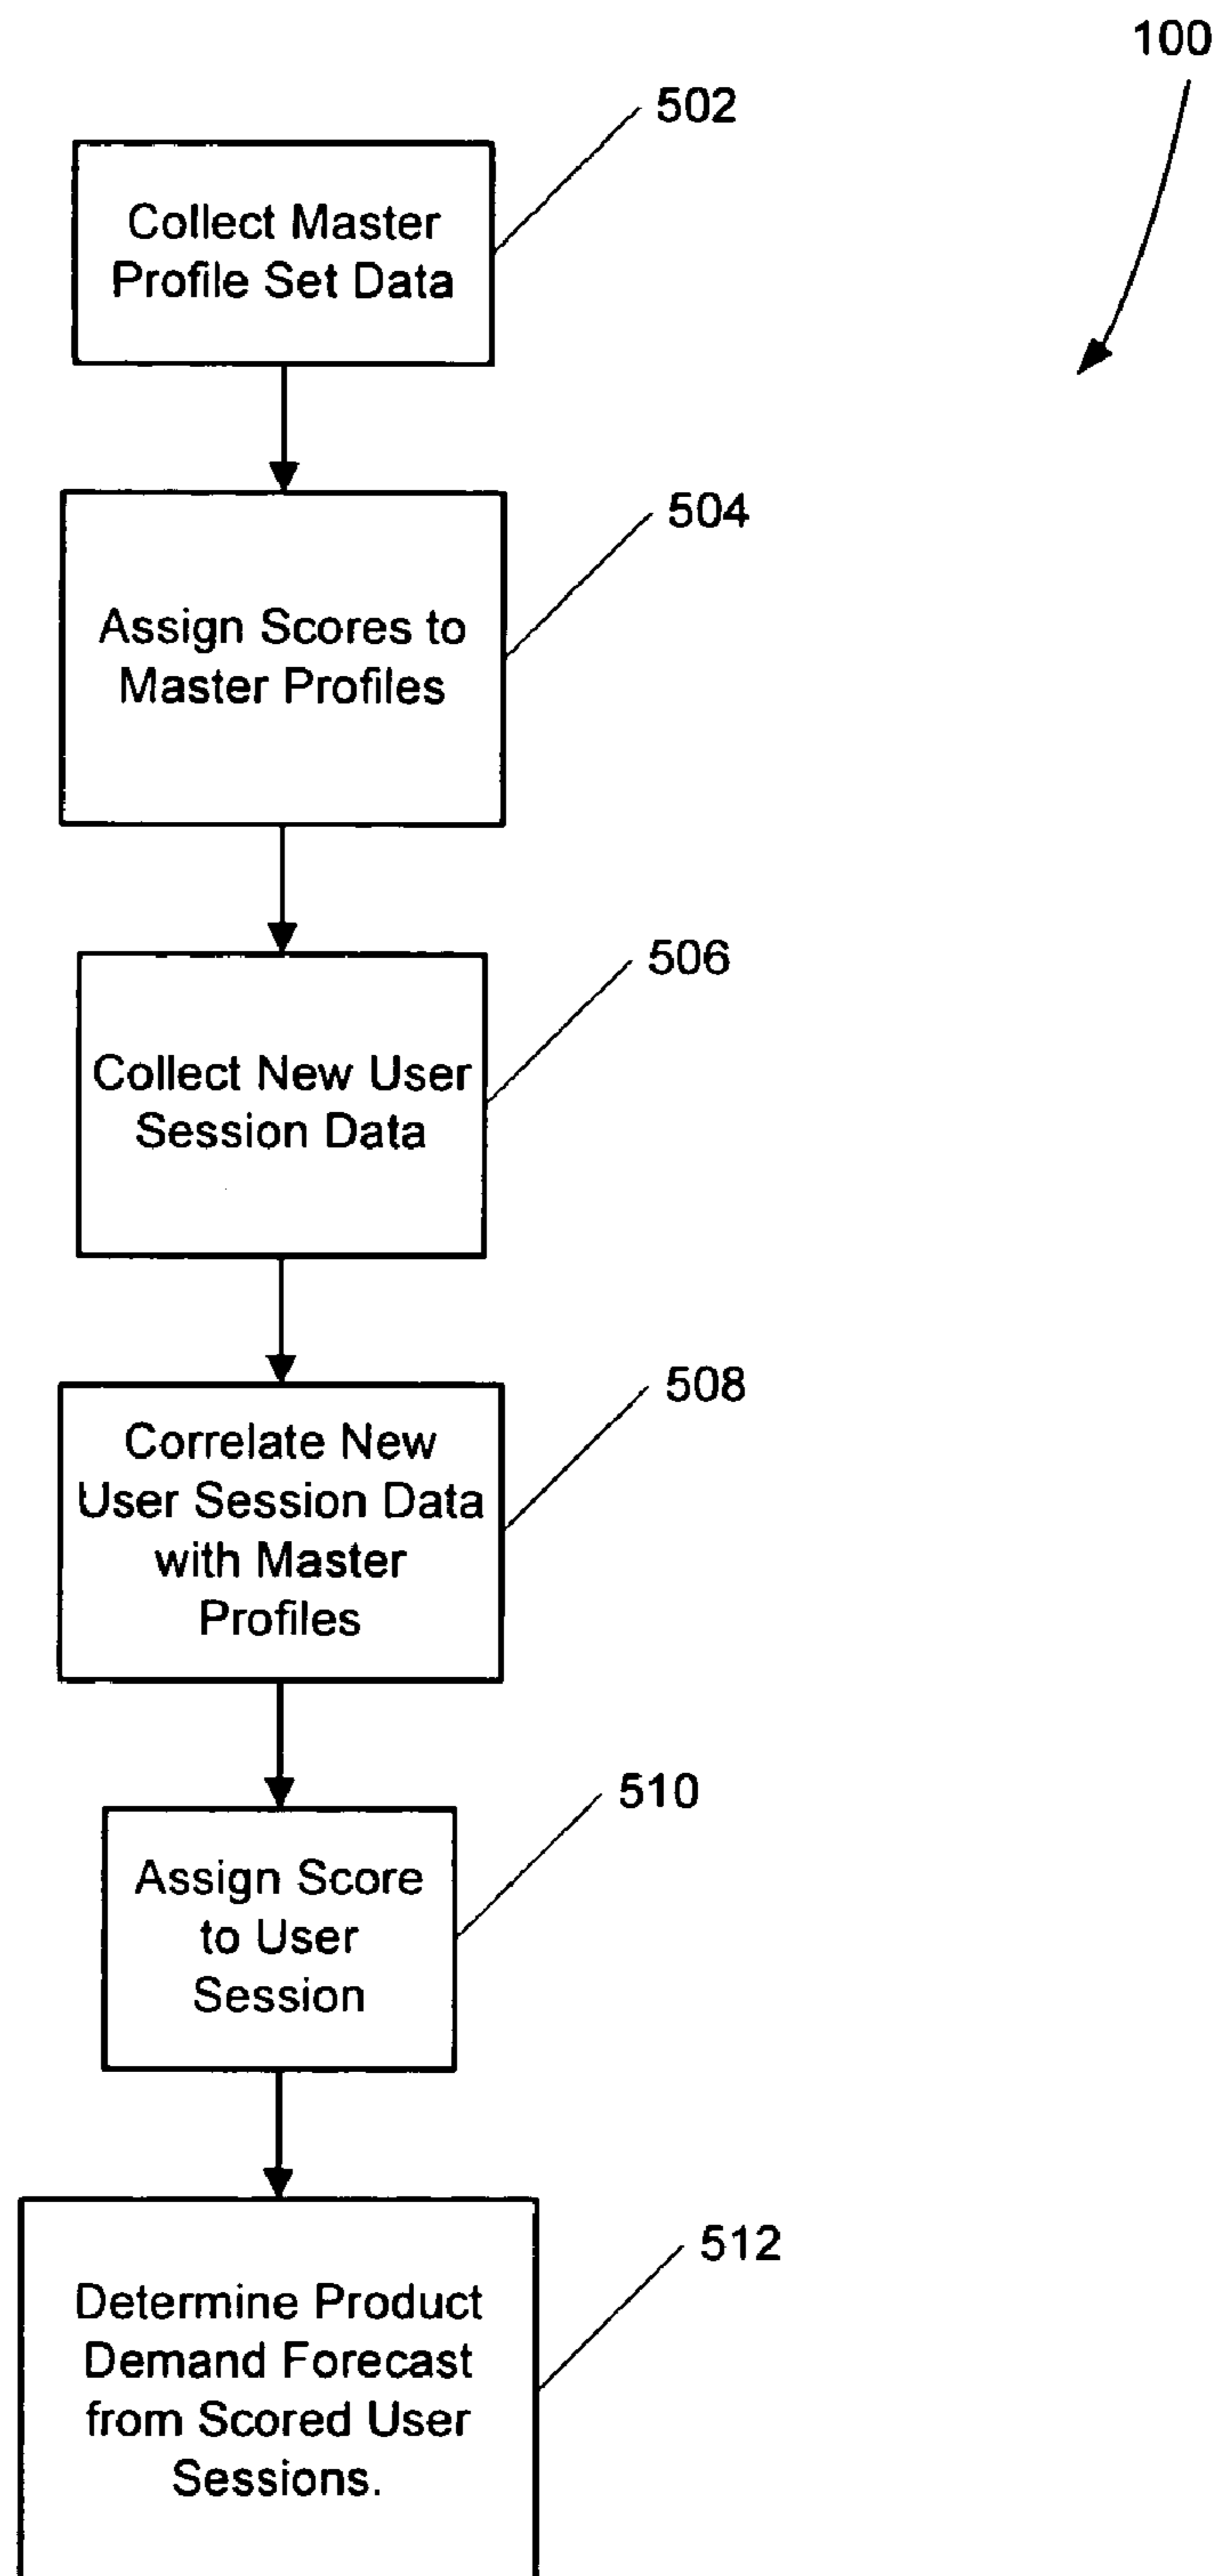 100
502
Collect Master
Profile Set Data
504
Assign Scores to
Master Profiles
506
Collect New User
Session Data
508
Correlate New
User Session Data
with Master
Profiles
510
Assign Score
to User
Session
512
Determine Product
Demand Forecast
from Scored User
Sessions.